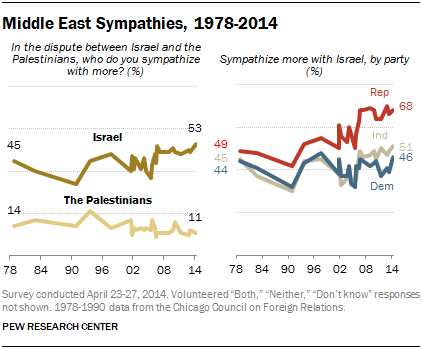 Middle East Sympathies, 1978-2014
In the dispute between Israel and the
Palestinians, who do you sympathize
with more? (%)
45
Israel
53
14
The Palestinians
11
78 84 90 96 02 08 14
Sympathize more with Israel, by party
(%)
Rep
68
49
45
44
Ind
51
46
Dem
78 84 90 96 02 08 14
Survey conducted April 23-27, 2014. Volunteered “Both,” “Neither,” “Don’t know” responses
not shown. 1978-1990 data from the Chicago Council on Foreign Relations.
PEW RESEARCH CENTER